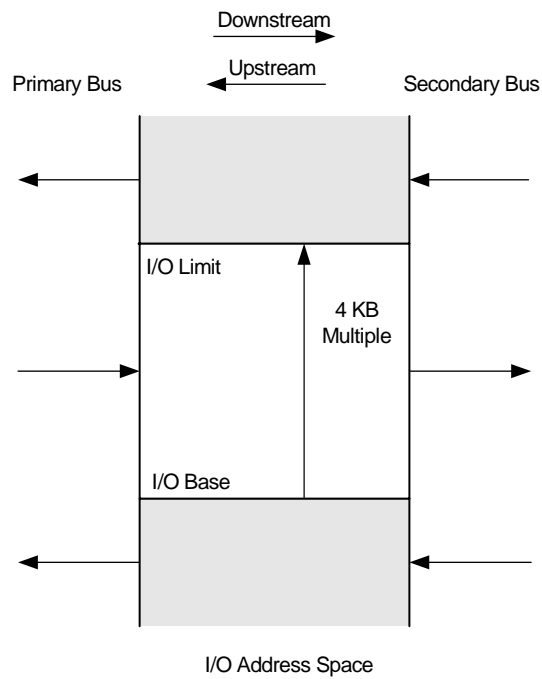 Downstream
Upstream
Primary Bus
Secondary Bus
I/O Limit
4 KB
Multiple
I/O Base
I/O Address Space